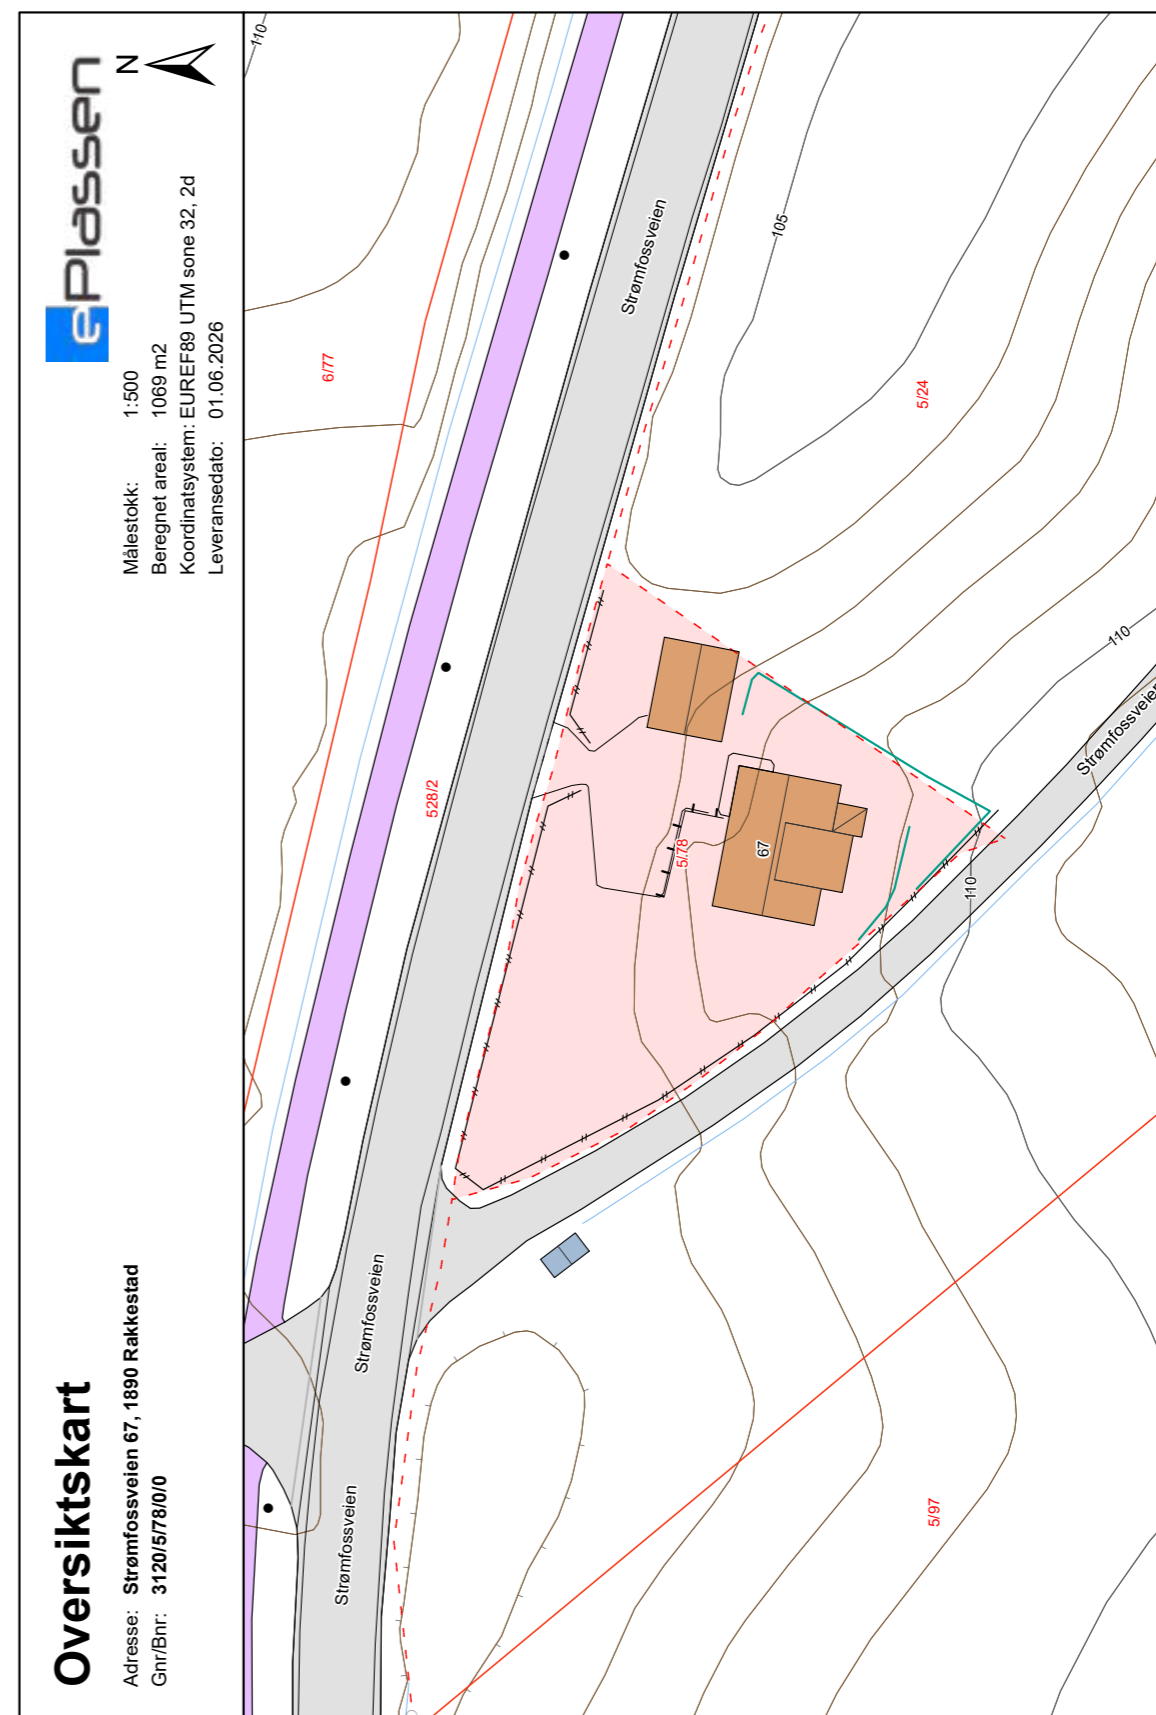 Oversiktskart
Adresse: Strømfossveien 67, 1890 Rakkestad
Gnr/Bnr: 3120/5/78/0/0
Målestokk: 1:500
Beregnet areal: 1069 m2
Koordinatsystem: EUREF89 UTM sone 32, 2d
Leveransedato: 01.06.2026
ePlassen
N
110
6/77
Strømfossveien
105
5/24
528/2
5/78
67
110
Strømfossveien
110
Strømfossveien
Strømfossveien
5/97